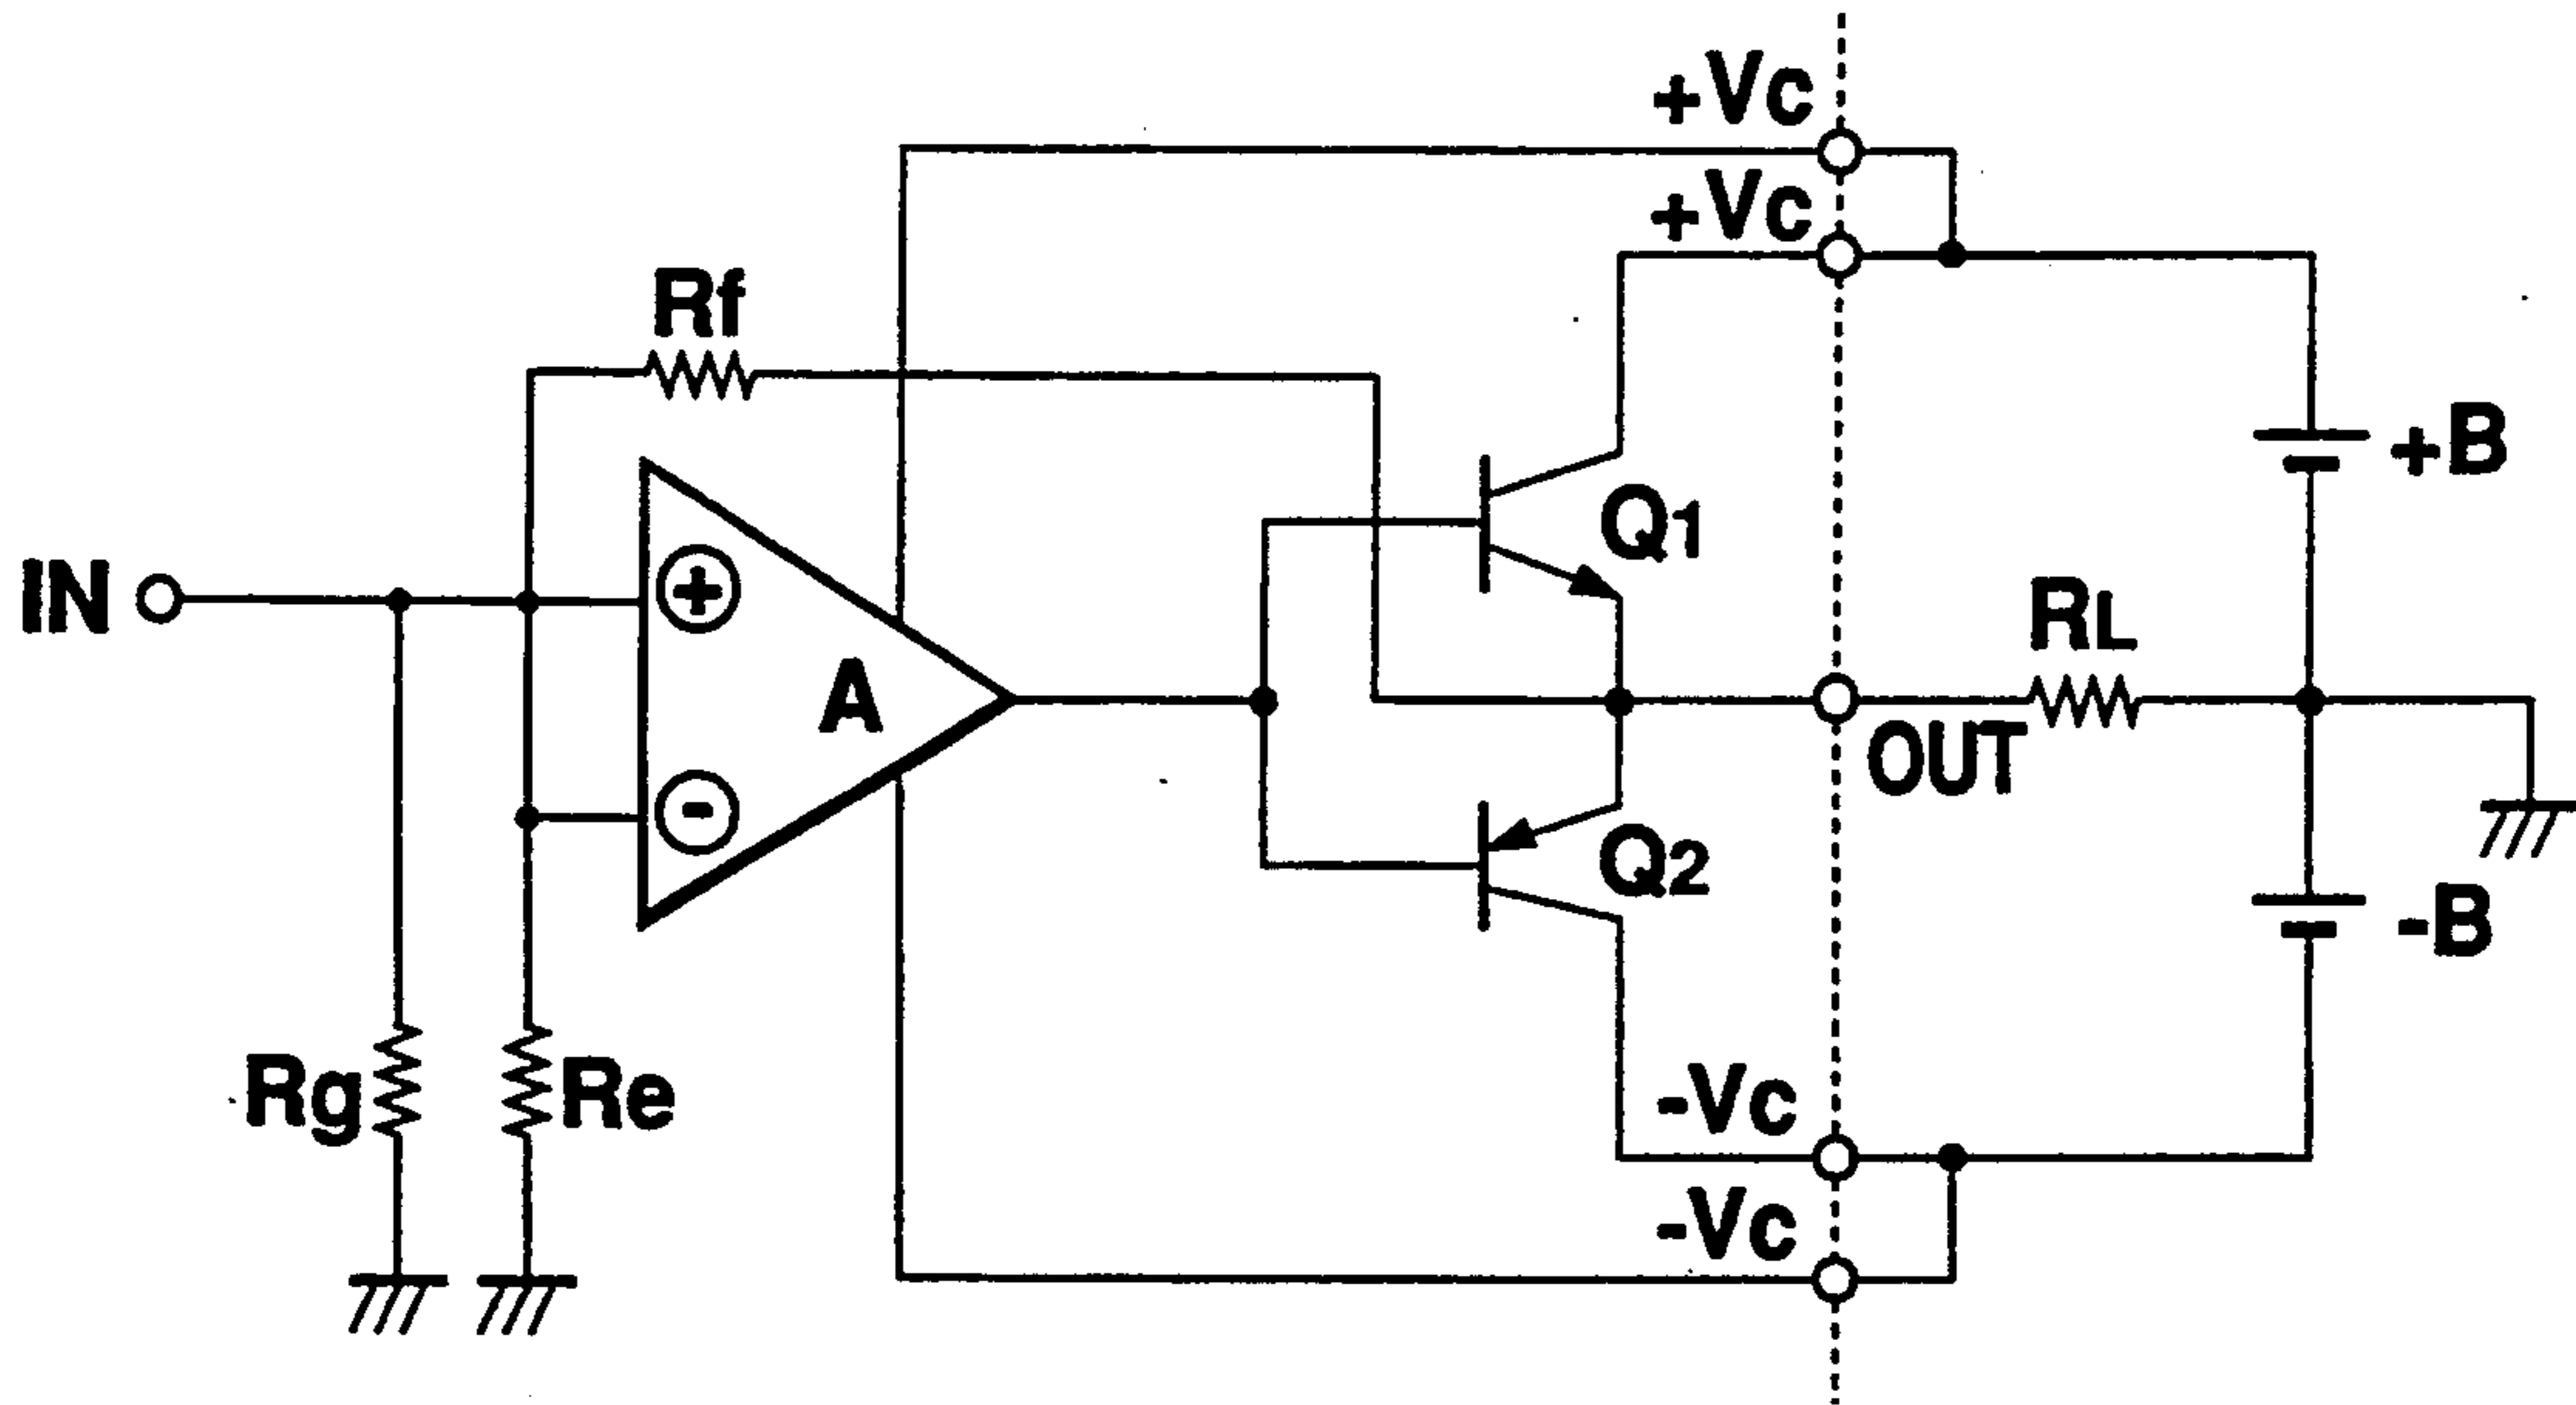 +Vc
+Vc
Rf
+B
Q1
IN
+
RL
A
OUT
-
Q2
-B
Rg
Re
-Vc
-Vc